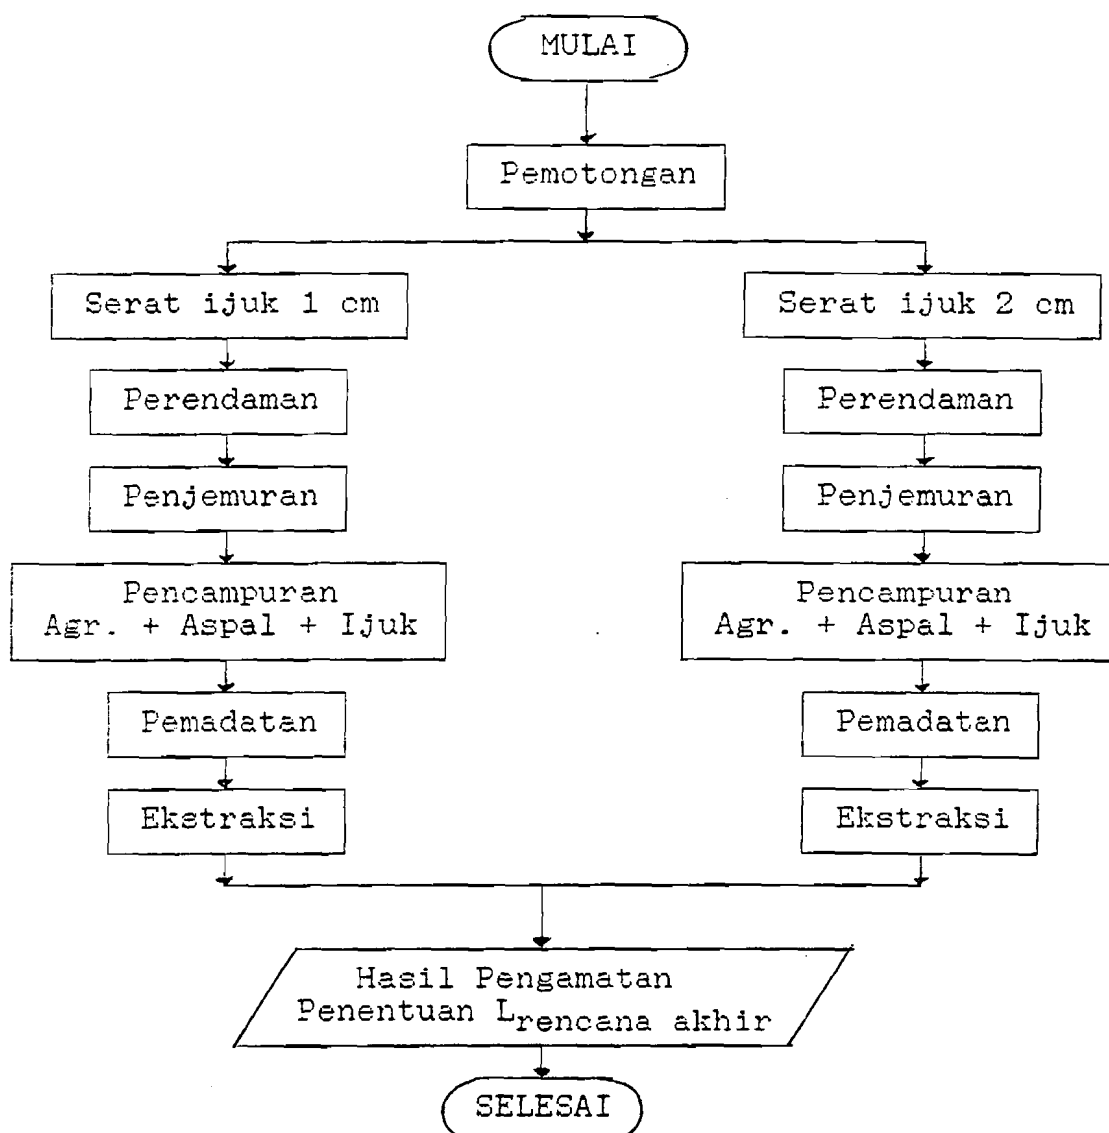 MULAI
Pemotongan
Serat ijuk 1 cm
Serat ijuk 2 cm
Perendaman
Perendaman
Penjemuran
Penjemuran
Pencampuran
Agr. + Aspal + Ijuk
Pencampuran
Agr. + Aspal + Ijuk
Pemadatan
Pemadatan
Ekstraksi
Ekstraksi
Hasil Pengamatan
Penentuan Lrencana akhir
SELESAI